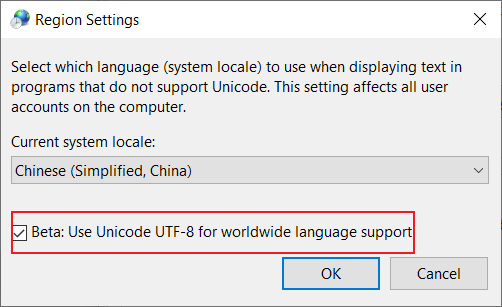 Region Settings
Select which language (system locale) to use when displaying text in
programs that do not support Unicode. This setting affects all user
accounts on the computer.
Current system locale:
Chinese (Simplified, China)
Beta: Use Unicode UTF-8 for worldwide language support
OK Cancel